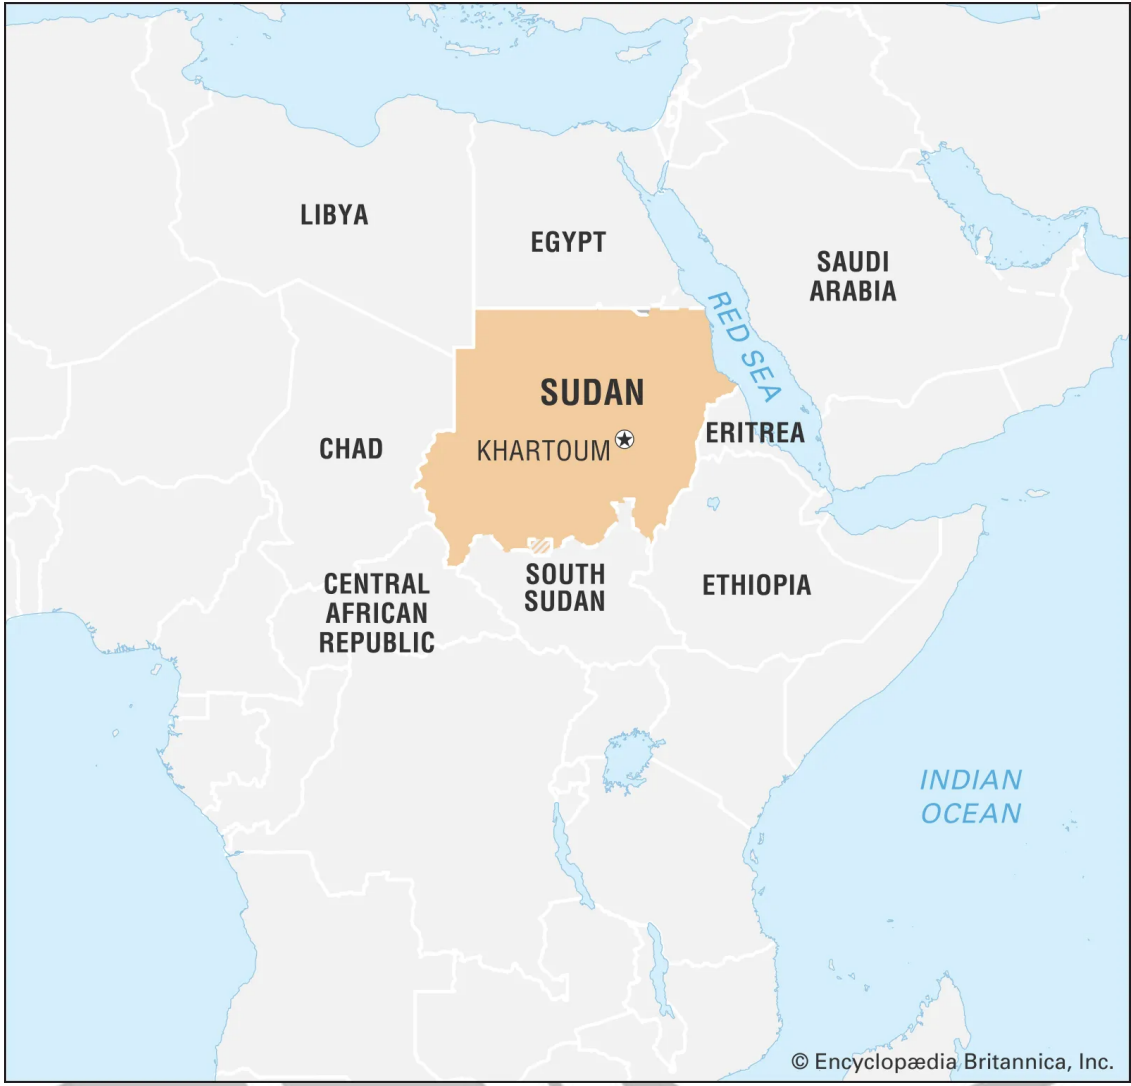 LIBYA
EGYPT
SAUDI
ARABIA
RED SEA
SUDAN
KHARTOUM
CHAD
ERITREA
CENTRAL
AFRICAN
REPUBLIC
SOUTH
SUDAN
ETHIOPIA
INDIAN
OCEAN
© Encyclopædia Britannica, Inc.